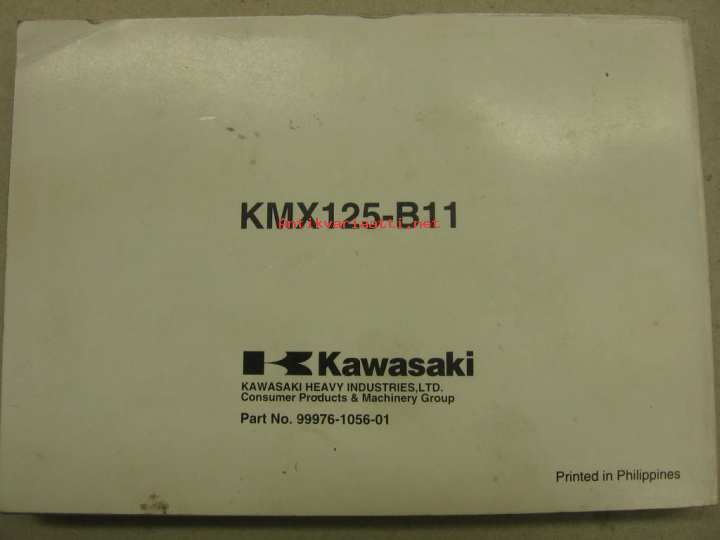 KMX125-B11
Antikvariaatti.net
Kawasaki
KAWASAKI HEAVY INDUSTRIES,LTD.
Consumer Products & Machinery Group
Part No. 99976-1056-01
Printed in Philippines